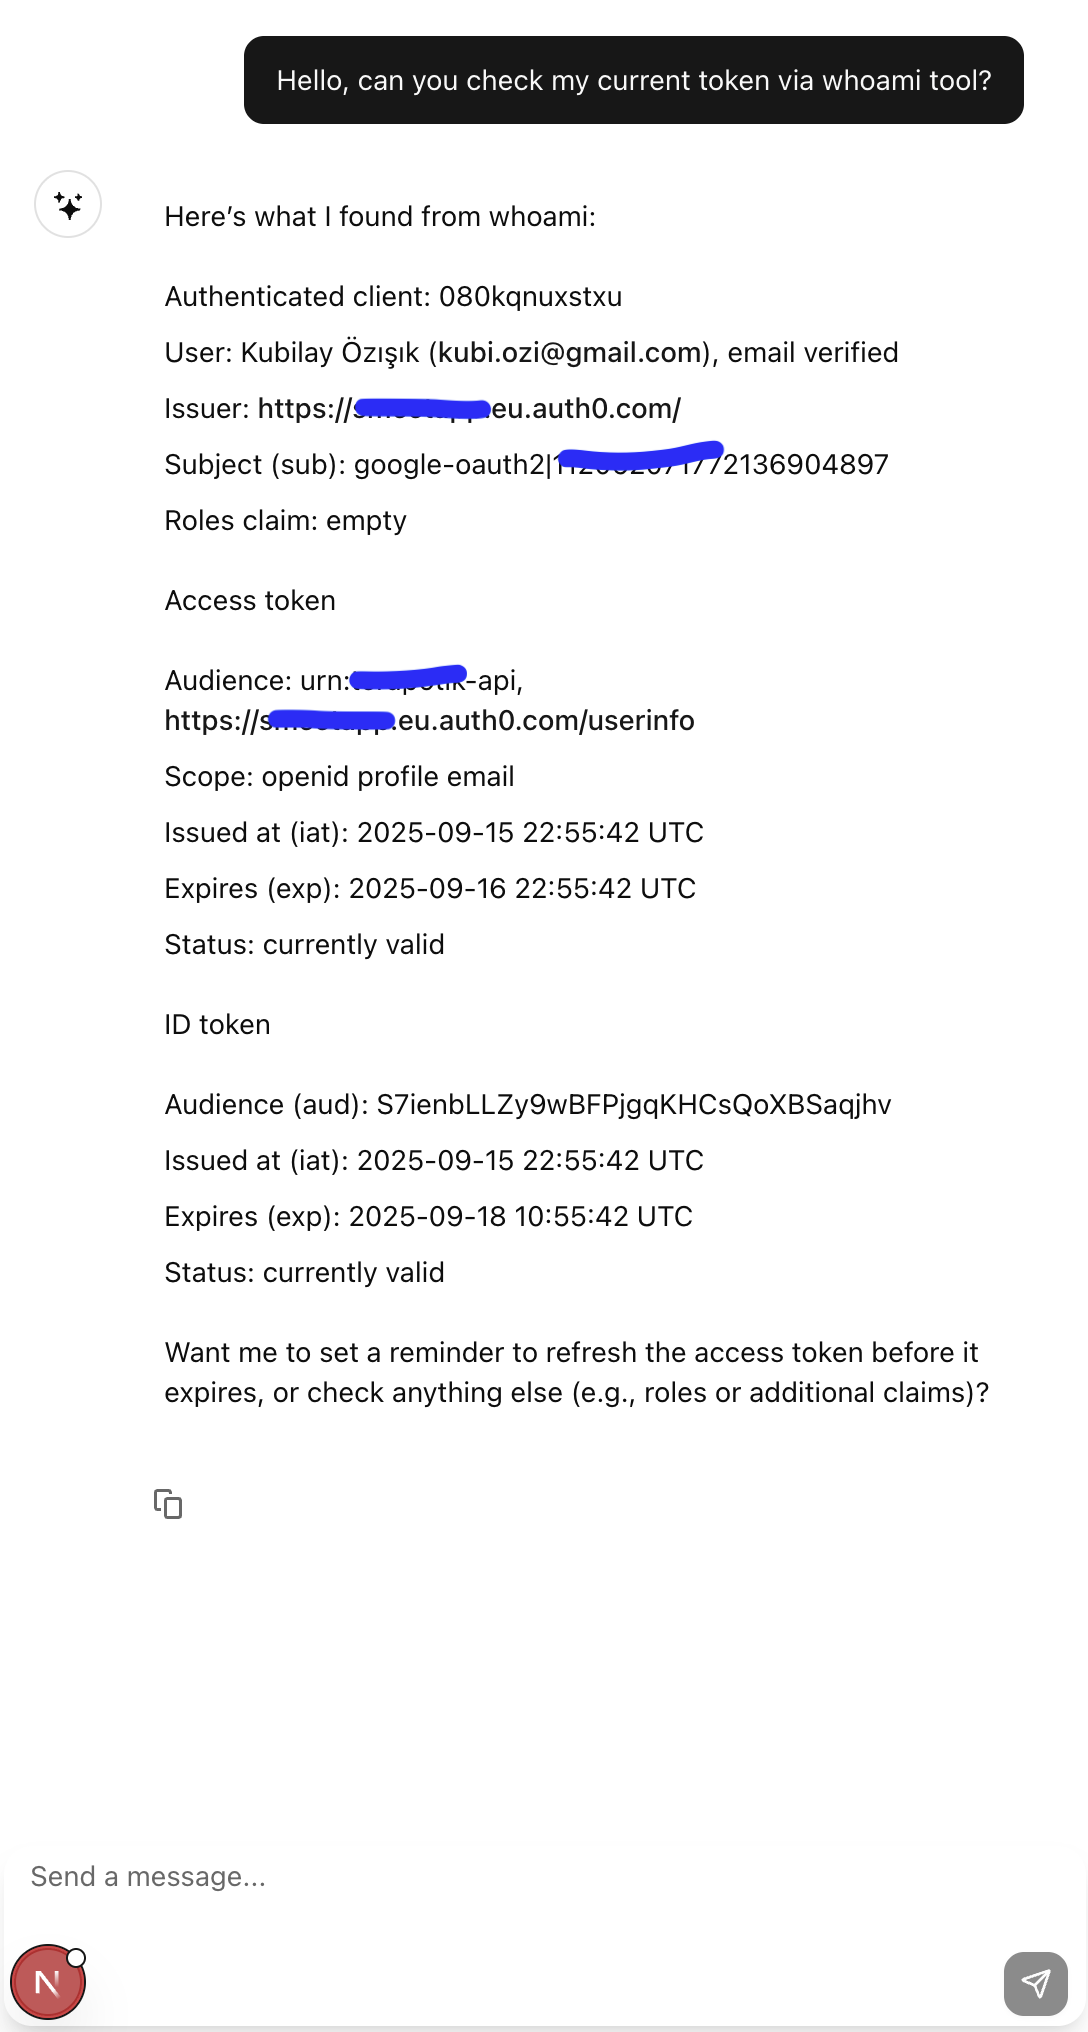 Hello, can you check my current token via whoami tool?
Here's what I found from whoami:
Authenticated client: 080kqnuxstxu
User: Kubilay Özışık (kubi.ozi@gmail.com), email verified
Issuer: https://eu.auth0.com/
Subject (sub): google-oauth2|72136904897
Roles claim: empty
Access token
Audience: urn:-api,
https://s.eu.auth0.com/userinfo
Scope: openid profile email
Issued at (iat): 2025-09-15 22:55:42 UTC
Expires (exp): 2025-09-16 22:55:42 UTC
Status: currently valid
ID token
Audience (aud): S7ienbLLZy9wBFPjgqKHCsQoXBSaqjhv
Issued at (iat): 2025-09-15 22:55:42 UTC
Expires (exp): 2025-09-18 10:55:42 UTC
Status: currently valid
Want me to set a reminder to refresh the access token before it
expires, or check anything else (e.g., roles or additional claims)?
Send a message...
N